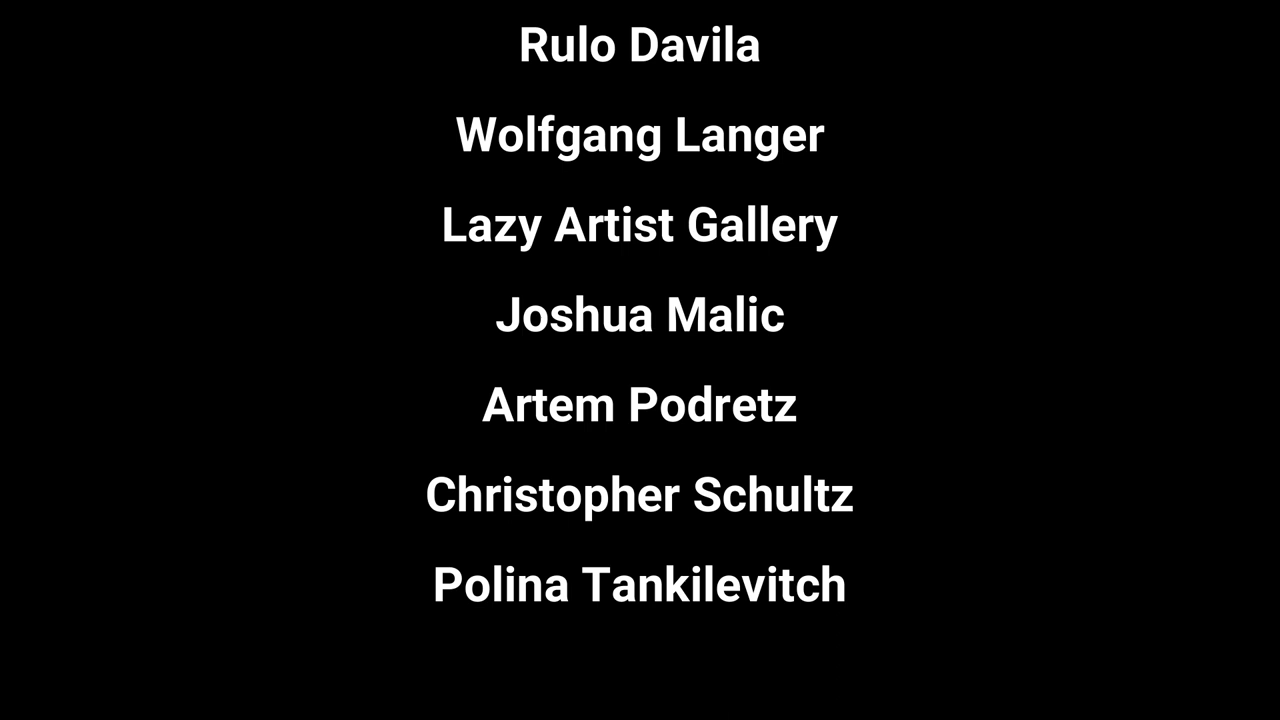 Rulo Davila
Wolfgang Langer
Lazy Artist Gallery
Joshua Malic
Artem Podretz
Christopher Schultz
Polina Tankilevitch